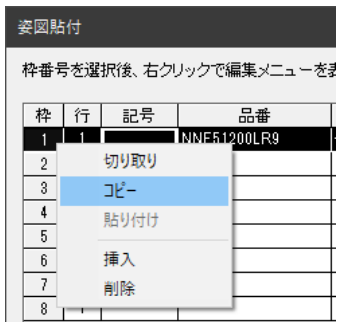 姿図貼付
枠番号を選択後、右クリックで編集メニューを表
枠 行 記号 品番
1 1 NNF51200LR9
2 切り取り
3 コピー
4 貼り付け
5
6 挿入
7 削除
8